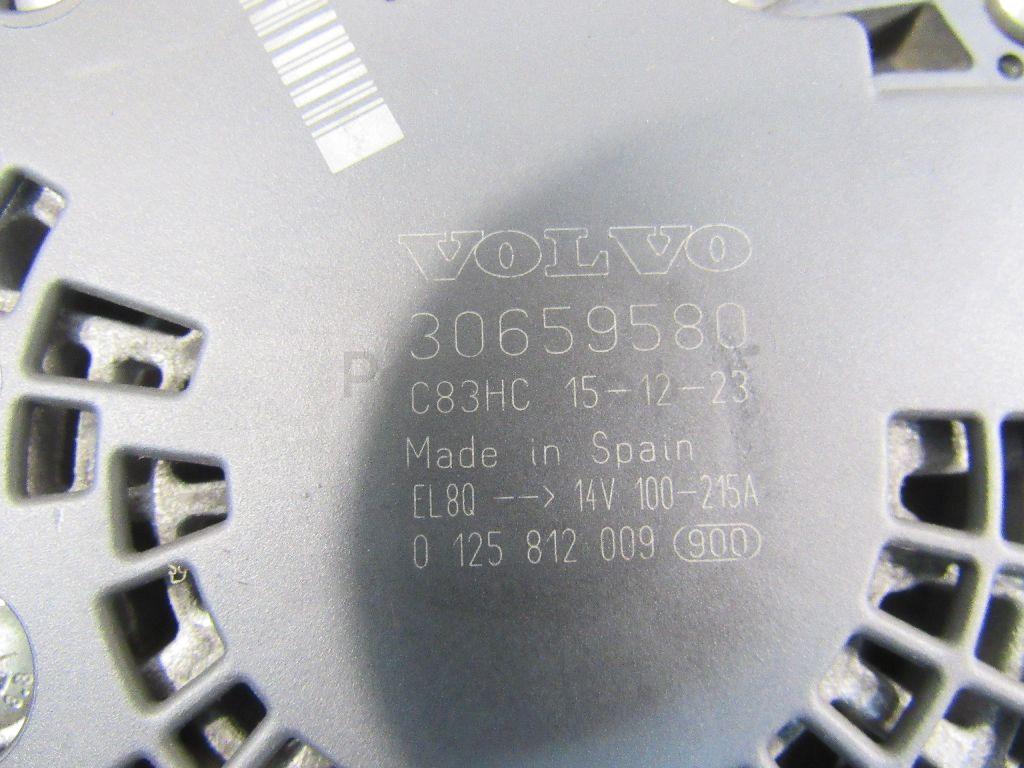 VOLVO
30659580
C83HC 15-12-23
Made in Spain
EL8Q --> 14V 100-215A
0 125 812 009 900